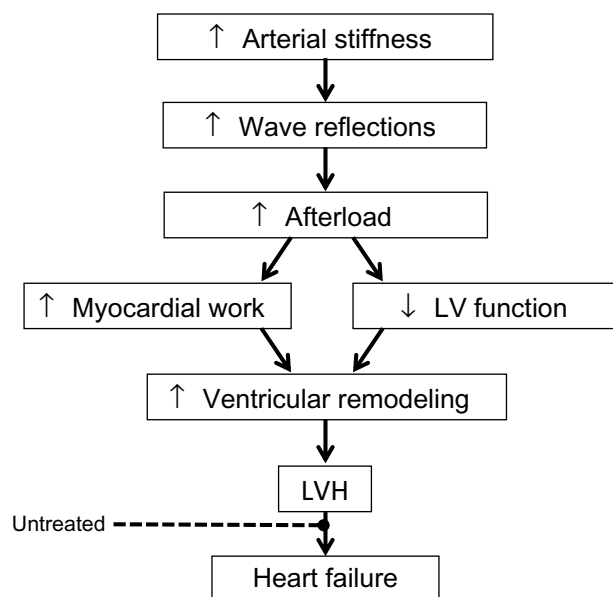 ↑ Arterial stiffness
↑ Wave reflections
↑ Afterload
↑ Myocardial work
↓ LV function
↑ Ventricular remodeling
LVH
Untreated
Heart failure